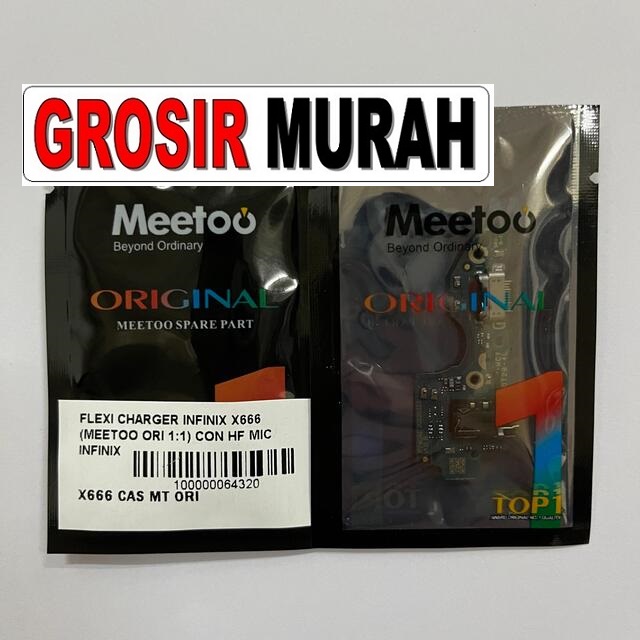 GROSIR MURAH
Meetoo
Beyond Ordinary
ORIGINAL
MEETOO SPARE PART
FLEXI CHARGER INFINIX X666
(MEETOO ORI 1:1) CON HF MIC
INFINIX
100000064320
X666 CAS MT ORI
Meetoo
Beyond Ordinary
ORIGINAL
TOP1